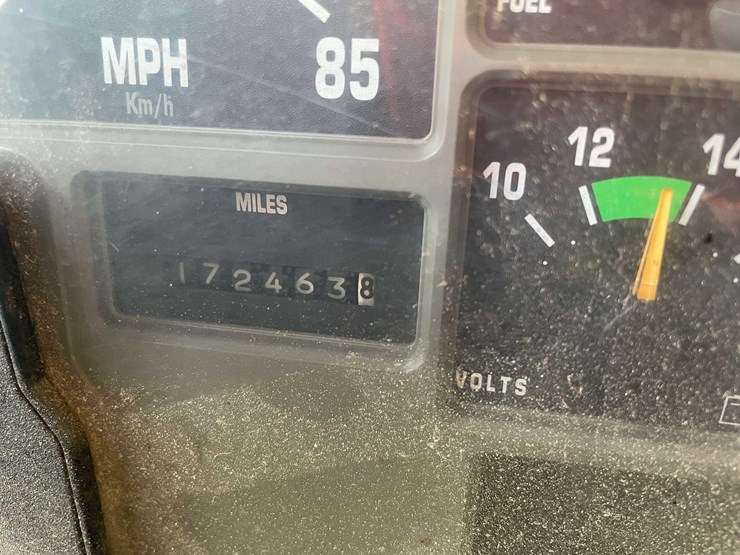 MPH
Km/h
85
FUEL
MILES
1724638
10
12
14
VOLTS